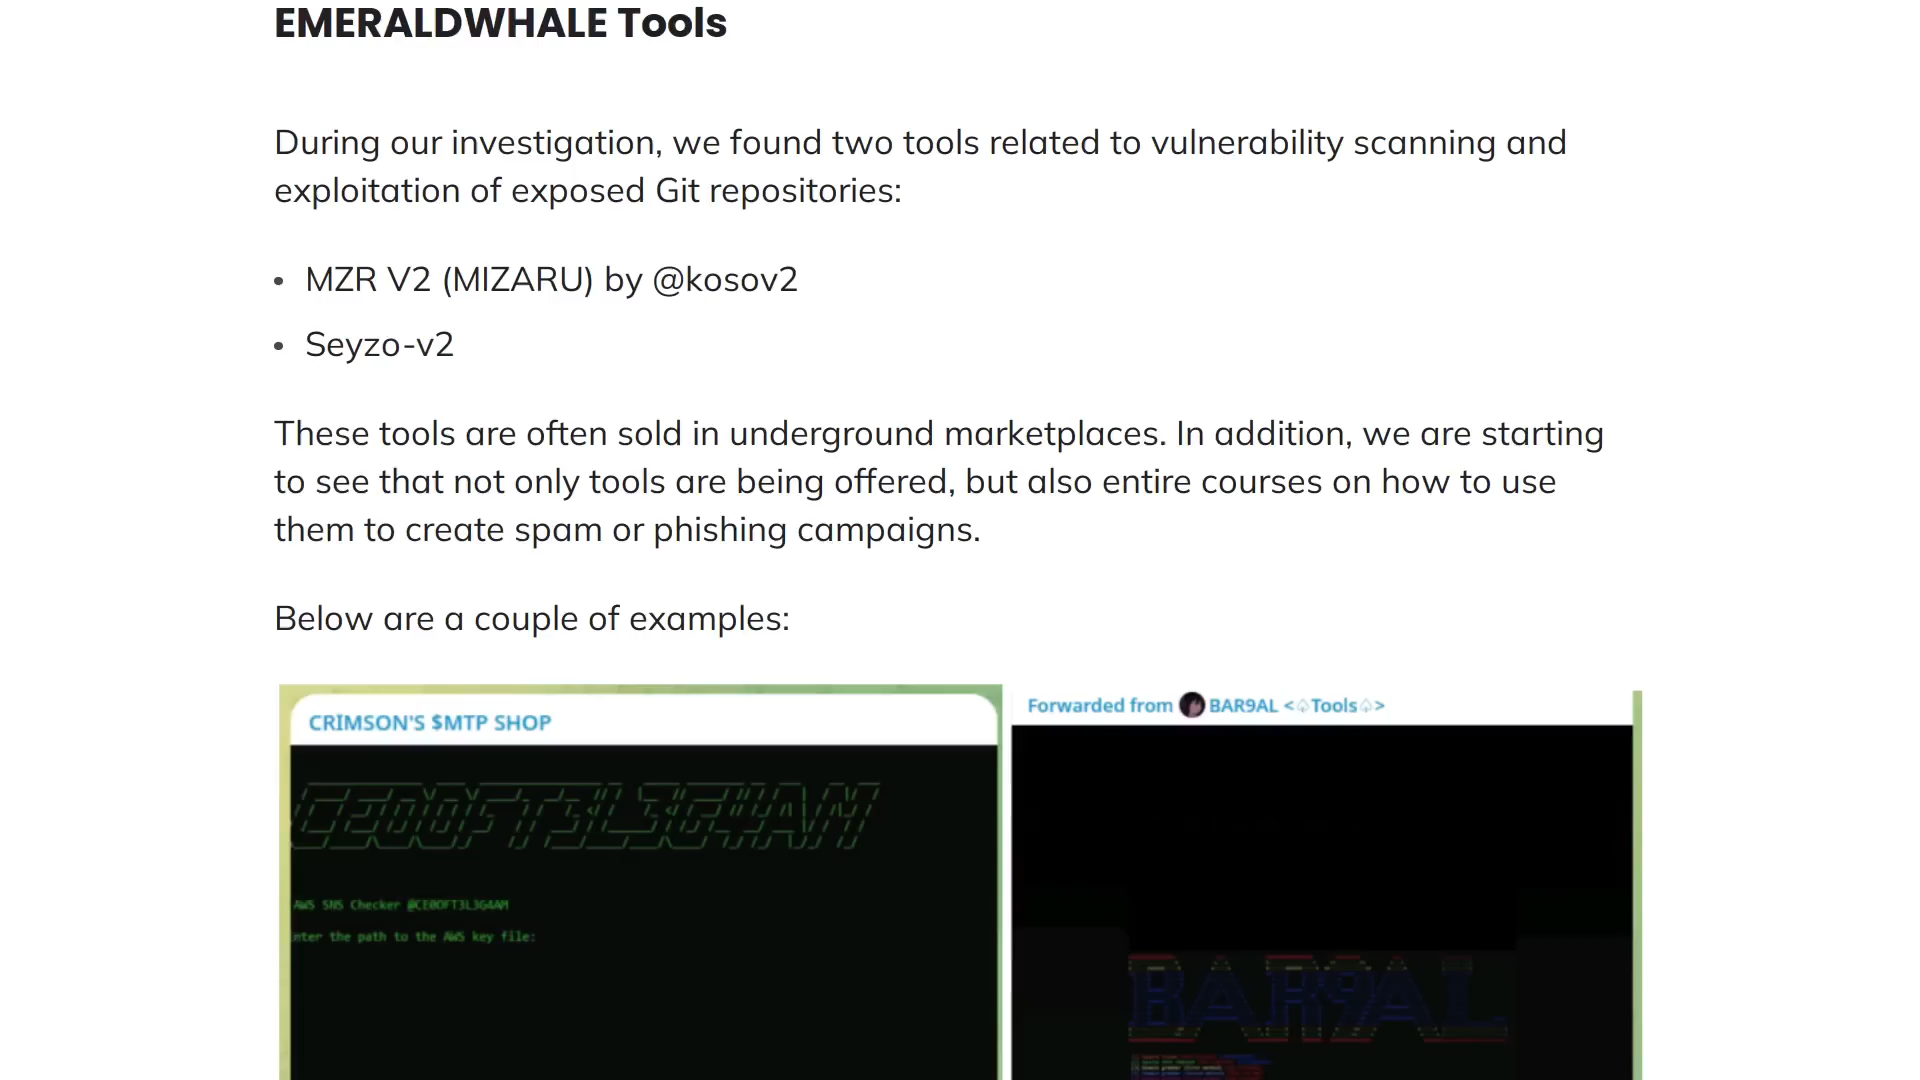 EMERALDWHALE Tools
During our investigation, we found two tools related to vulnerability scanning and
exploitation of exposed Git repositories:
• MZR V2 (MIZARU) by @kosov2
• Seyzo-v2
These tools are often sold in underground marketplaces. In addition, we are starting
to see that not only tools are being offered, but also entire courses on how to use
them to create spam or phishing campaigns.
Below are a couple of examples:
CRIMSON'S $MTP SHOP
CE00FT3L3G4AM
AWS SNS Checker @CE0OFT3L3G4AM
nter the path to the AWS key file:
Forwarded from BAR9AL <♤Tools♤>
BAR9AL